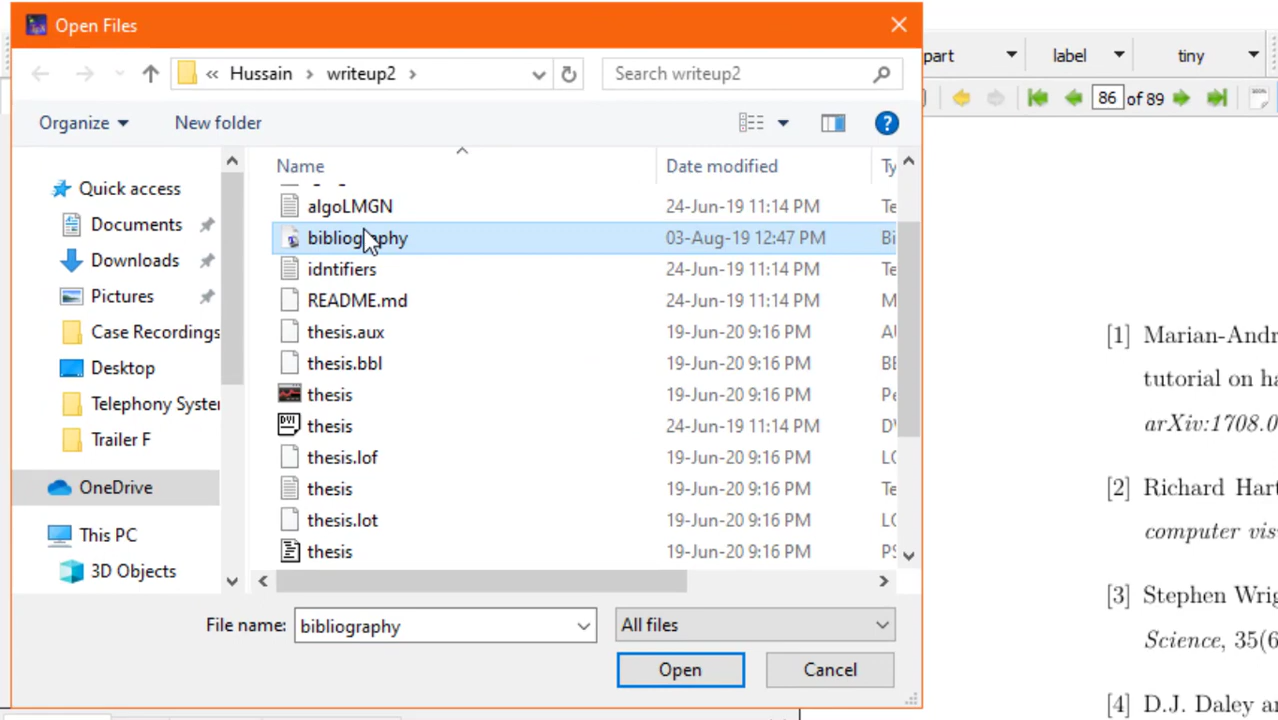 Open Files
part label tiny
« Hussain › writeup2 › Search writeup2
86 of 89
Organize New folder
Name Date modified Ty
Quick access
Documents
Downloads
Pictures
Case Recordings
Desktop
Telephony Syster
Trailer F
OneDrive
This PC
3D Objects
algoLMGN 24-Jun-19 11:14 PM Te
bibliography 03-Aug-19 12:47 PM Bi
idntifiers 24-Jun-19 11:14 PM Te
README.md 24-Jun-19 11:14 PM M
thesis.aux 19-Jun-20 9:16 PM AU
thesis.bbl 19-Jun-20 9:16 PM BB
thesis 19-Jun-20 9:16 PM Pe
DVI thesis 24-Jun-19 11:14 PM D
thesis.lof 19-Jun-20 9:16 PM LO
thesis 19-Jun-20 9:16 PM Te
thesis.lot 19-Jun-20 9:16 PM LO
thesis 19-Jun-20 9:16 PM PS
File name: bibliography All files
Open Cancel
[1] Marian-Andr
tutorial on ha
arXiv:1708.0
[2] Richard Hart
computer vis
[3] Stephen Wrig
Science, 35(6
[4] D.J. Daley a